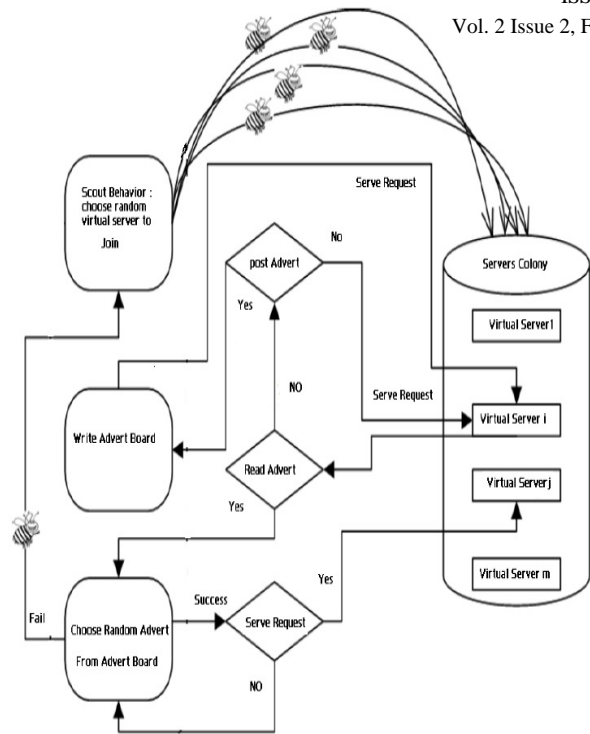 ISS
Vol. 2 Issue 2, F
Scout Behavior :
choose random
virtual server to
Join
Serve Request
No
post Advert
Servers Colony
Yes
Virtual Server1
NO
Serve Request
Write Advert Board
Virtual Server i
Read Advert
Virtual Serverj
Yes
Yes
Success
Virtual Server m
Fail
Choose Random Advert
From Advert Board
Serve Request
NO